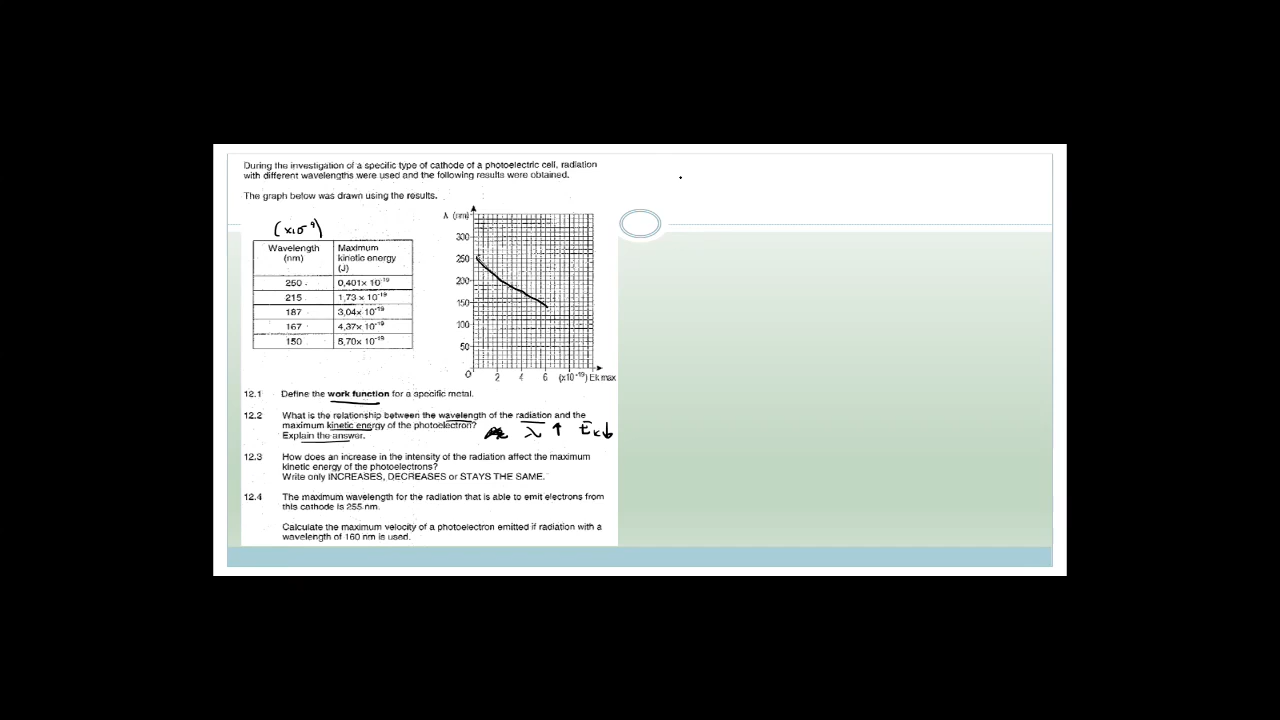 During the investigation of a specific type of cathode of a photoelectric cell, radiation
with different wavelengths were used and the following results were obtained.
The graph below was drawn using the results.
(x10⁻⁹)
Wavelength (nm) Maximum kinetic energy (J)
250 0,401× 10⁻¹⁹
215 1,73 × 10⁻¹⁹
187 3,04× 10⁻¹⁹
167 4,37× 10⁻¹⁹
150 5,70× 10⁻¹⁹
λ (nm)
300
250
200
150
100
50
O 2 4 6 (x10⁻¹⁹) Ek max
12.1 Define the work function for a specific metal.
12.2 What is the relationship between the wavelength of the radiation and the
maximum kinetic energy of the photoelectron?
Explain the answer.
λ ↑ Ek↓
12.3 How does an increase in the intensity of the radiation affect the maximum
kinetic energy of the photoelectrons?
Write only INCREASES, DECREASES or STAYS THE SAME.
12.4 The maximum wavelength for the radiation that is able to emit electrons from
this cathode is 255 nm.
Calculate the maximum velocity of a photoelectron emitted if radiation with a
wavelength of 160 nm is used.